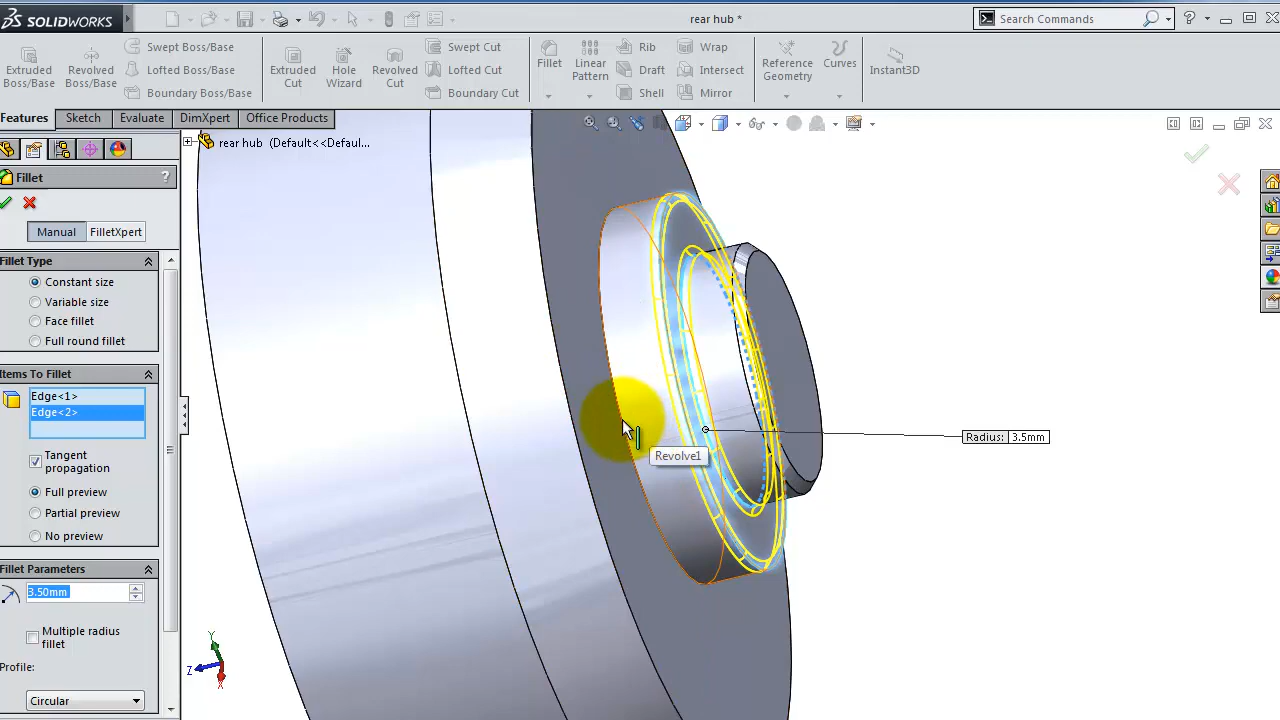 SOLIDWORKS
rear hub *
Search Commands
?
Extruded Boss/Base
Revolved Boss/Base
Swept Boss/Base
Lofted Boss/Base
Boundary Boss/Base
Extruded Cut
Hole Wizard
Revolved Cut
Swept Cut
Lofted Cut
Boundary Cut
Fillet
Linear Pattern
Rib
Draft
Shell
Wrap
Intersect
Mirror
Reference Geometry
Curves
Instant3D
Features
Sketch
Evaluate
DimXpert
Office Products
rear hub (Default<<Defaul...
Fillet
?
Manual
FilletXpert
Fillet Type
Constant size
Variable size
Face fillet
Full round fillet
Items To Fillet
Edge<1>
Edge<2>
Tangent
propagation
Full preview
Partial preview
No preview
Fillet Parameters
3.50mm
Multiple radius
fillet
Profile:
Circular
Revolve1
Radius: 3.5mm
Y
Z
X